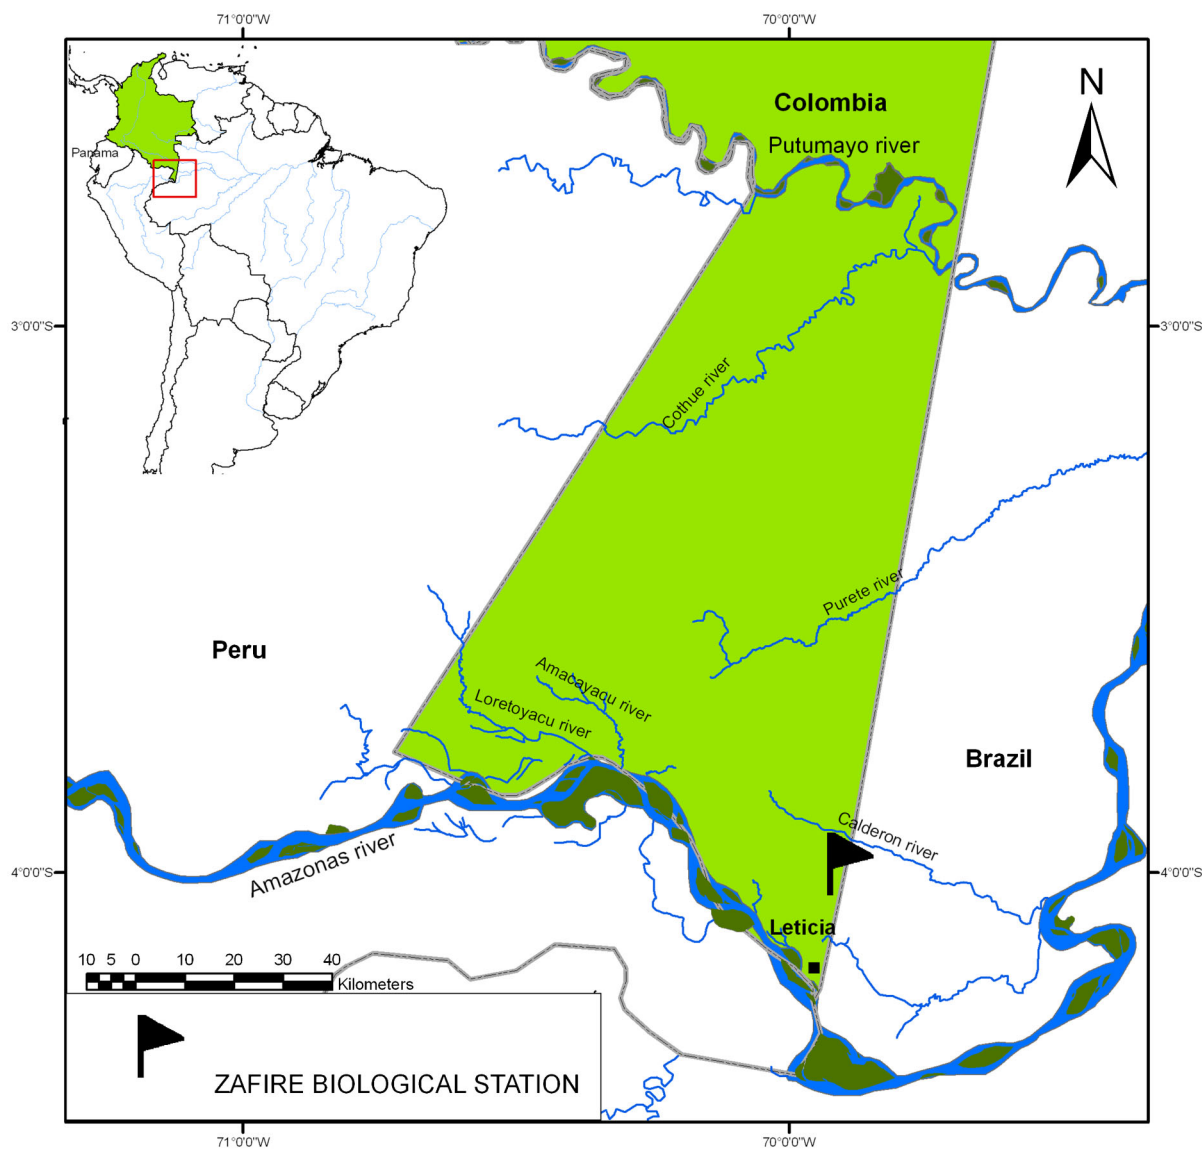 71°0'0"W
70°0'0"W
N
Colombia
Putumayo river
Panama
3°0'0"S
3°0'0"S
Cothue river
Purete river
Peru
Amacayaqu river
Loretoyacu river
Brazil
Calderon river
Amazonas river
4°0'0"S
4°0'0"S
Leticia
10 5 0 10 20 30 40
Kilometers
ZAFIRE BIOLOGICAL STATION
71°0'0"W
70°0'0"W